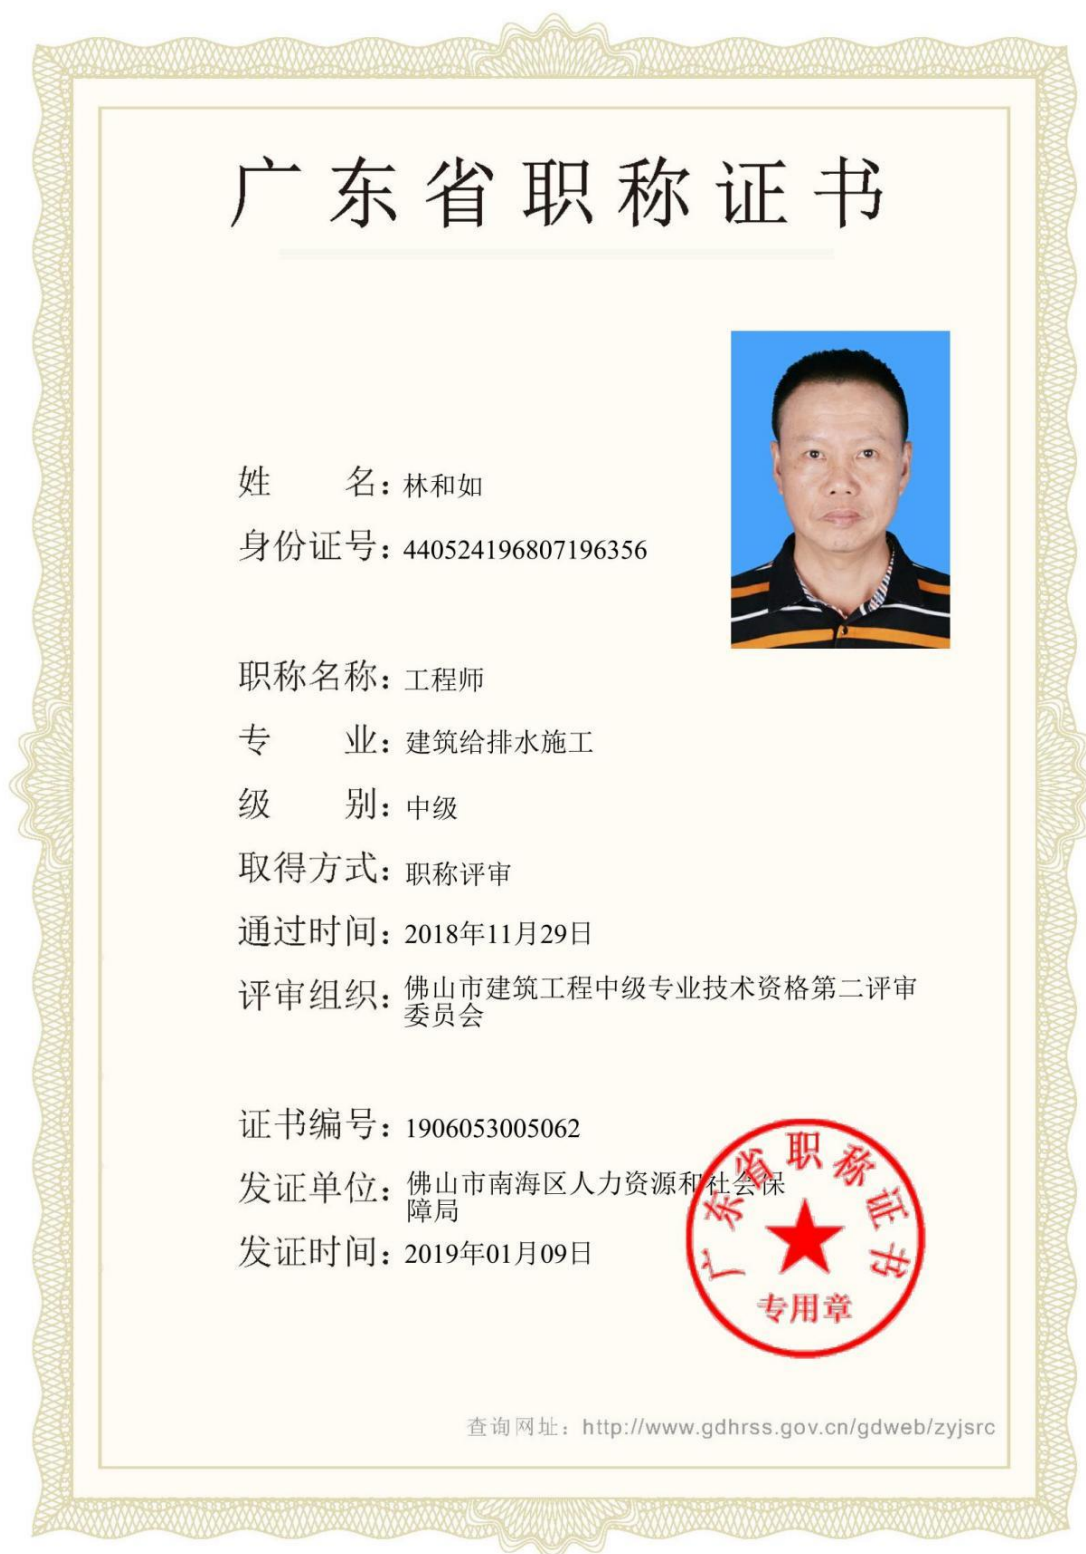 广东省职称证书
姓 名：林和如
身份证号：440524196807196356
职称名称：工程师
专 业：建筑给排水施工
级 别：中级
取得方式：职称评审
通过时间：2018年11月29日
评审组织：佛山市建筑工程中级专业技术资格第二评审
委员会
证书编号：1906053005062
发证单位：佛山市南海区人力资源和社会保
障局
发证时间：2019年01月09日
广东省职称证书
专用章
查询网址：http://www.gdhrss.gov.cn/gdweb/zyjsrc